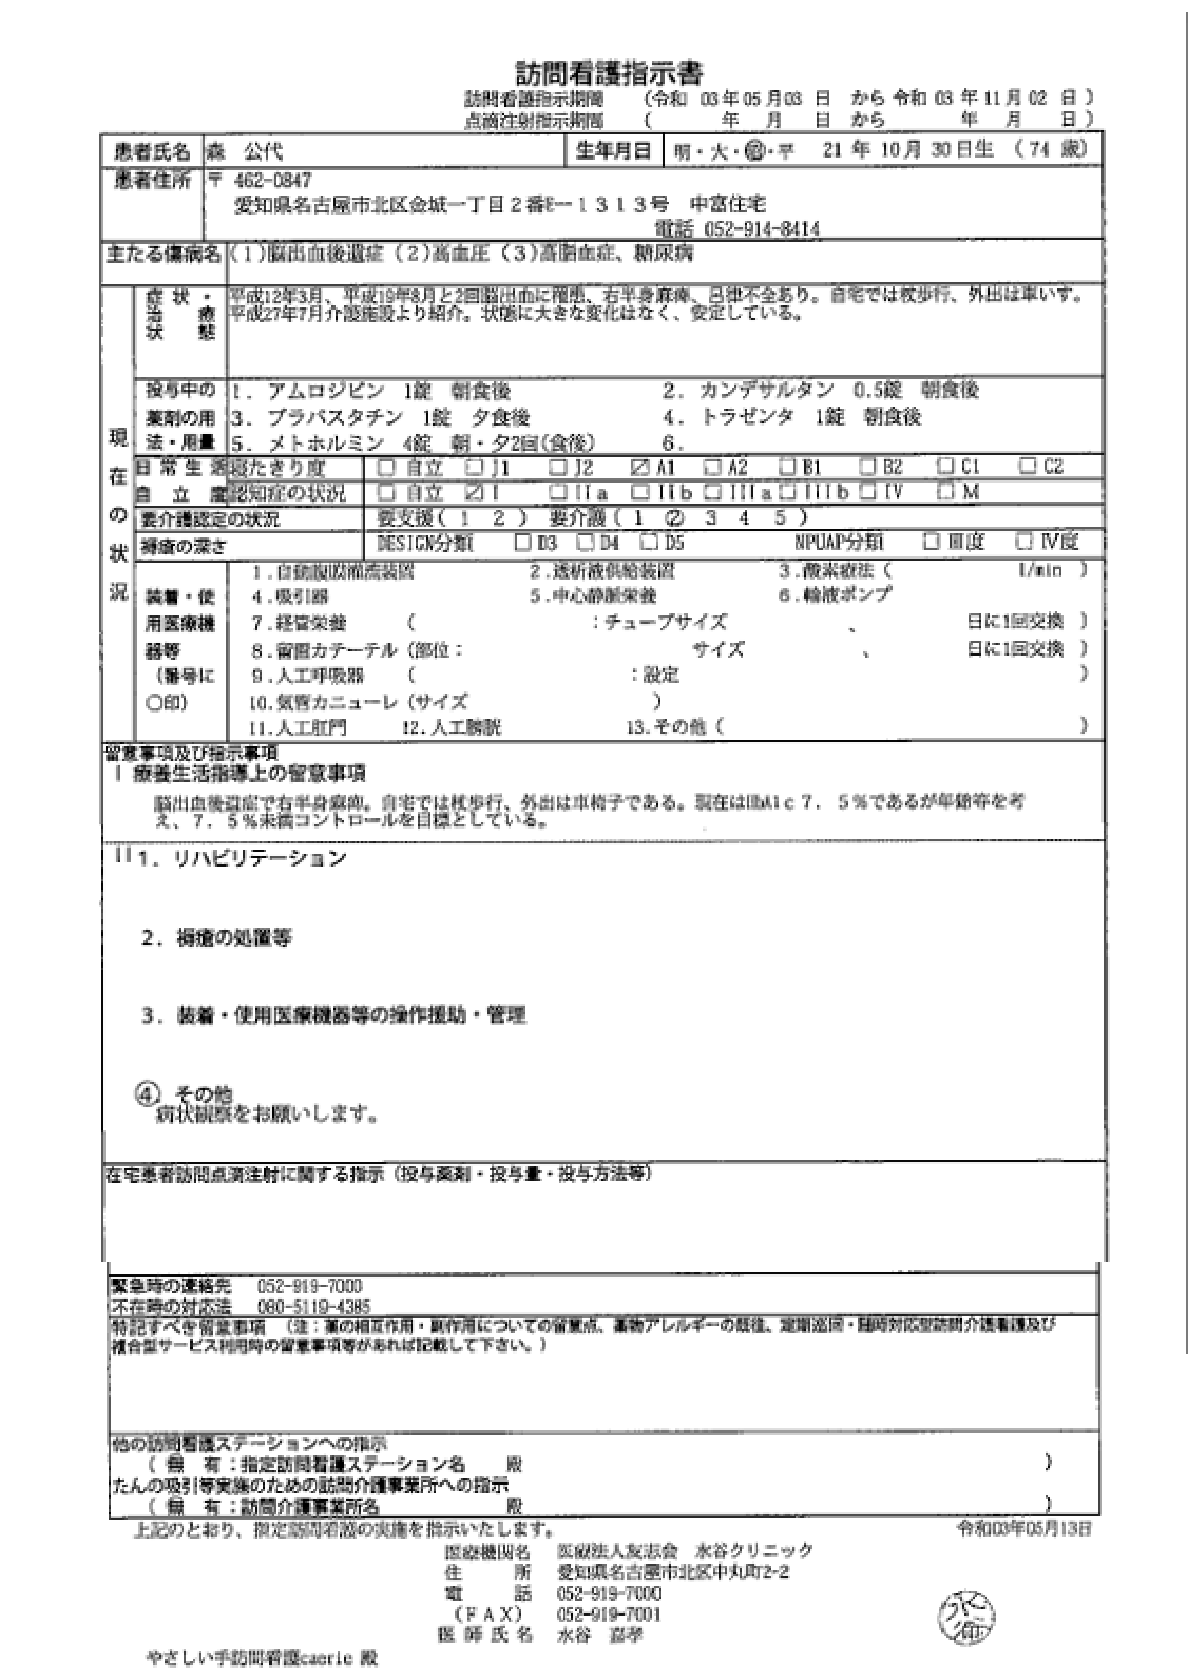 訪問看護指示書
訪問看護指示期間 (令和 03 年 05 月 03 日 から 令和 03 年 11 月 02 日 )
点滴注射指示期間 ( 年 月 日 から 年 月 日 )
患者氏名 森 公代 生年月日 明・大・昭・平 21 年 10 月 30 日生 ( 74 歳)
患者住所 〒 462-0847
愛知県名古屋市北区金城一丁目2番 1313号 中富住宅
電話 052-914-8414
主たる傷病名 (1)脳出血後遺症 (2)高血圧 (3)高脂血症、糖尿病
現在の状況
症状・治療状態 平成12年3月、平成19年8月と2回脳出血に罹患、右半身麻痺、呂律不全あり。自宅では杖歩行、外出は車いす。
平成27年7月介護施設より紹介。状態に大きな変化はなく、安定している。
投与中の 1. アムロジピン 1錠 朝食後 2. カンデサルタン 0.5錠 朝食後
薬剤の用 3. プラバスタチン 1錠 夕食後 4. トラゼンタ 1錠 朝食後
法・用量 5. メトホルミン 4錠 朝・夕2回(食後) 6.
日常生活 寝たきり度 □ 自立 □ J1 □ J2 ☑ A1 □ A2 □ B1 □ B2 □ C1 □ C2
自立度 認知症の状況 □ 自立 ☑ I □ IIa □ IIb □ IIIa □ IIIb □ IV □ M
要介護認定の状況 要支援( 1 2 ) 要介護( 1 ② 3 4 5 )
褥瘡の深さ DESIGN分類 □ D3 □ D4 □ D5 NPUAP分類 □ III度 □ IV度
1.自動腹膜灌流装置 2.透析液供給装置 3.酸素療法 ( l/min )
装着・使 4.吸引器 5.中心静脈栄養 6.輸液ポンプ
用医療機 7.経管栄養 ( :チューブサイズ 、 日に1回交換 )
器等 8.留置カテーテル (部位: サイズ 、 日に1回交換 )
(番号に 9.人工呼吸器 ( :設定 )
○印) 10.気管カニューレ (サイズ )
11.人工肛門 12.人工膀胱 13.その他 ( )
留意事項及び指示事項
I 療養生活指導上の留意事項
脳出血後遺症で右半身麻痺。自宅では杖歩行、外出は車椅子である。現在はHbA1c 7.5%であるが年齢等を考
え、7.5%未満コントロールを目標としている。
II 1. リハビリテーション
2. 褥瘡の処置等
3. 装着・使用医療機器等の操作援助・管理
④ その他
病状観察をお願いします。
在宅患者訪問点滴注射に関する指示 (投与薬剤・投与量・投与方法等)
緊急時の連絡先 052-919-7000
不在時の対応法 080-5119-4385
特記すべき留意事項 (注:薬の相互作用・副作用についての留意点、薬物アレルギーの既往、定期巡回・随時対応型訪問介護看護及び
複合型サービス利用時の留意事項等があれば記載して下さい。)
他の訪問看護ステーションへの指示
( 無 有:指定訪問看護ステーション名 殿 )
たんの吸引等実施のための訪問介護事業所への指示
( 無 有:訪問介護事業所名 殿 )
上記のとおり、指定訪問看護の実施を指示いたします。 令和03年05月13日
医療機関名 医療法人友志会 水谷クリニック
住 所 愛知県名古屋市北区中丸町2-2
電 話 052-919-7000
(FAX) 052-919-7001
医師氏名 水谷 嘉孝
やさしい手訪問看護caerie 殿